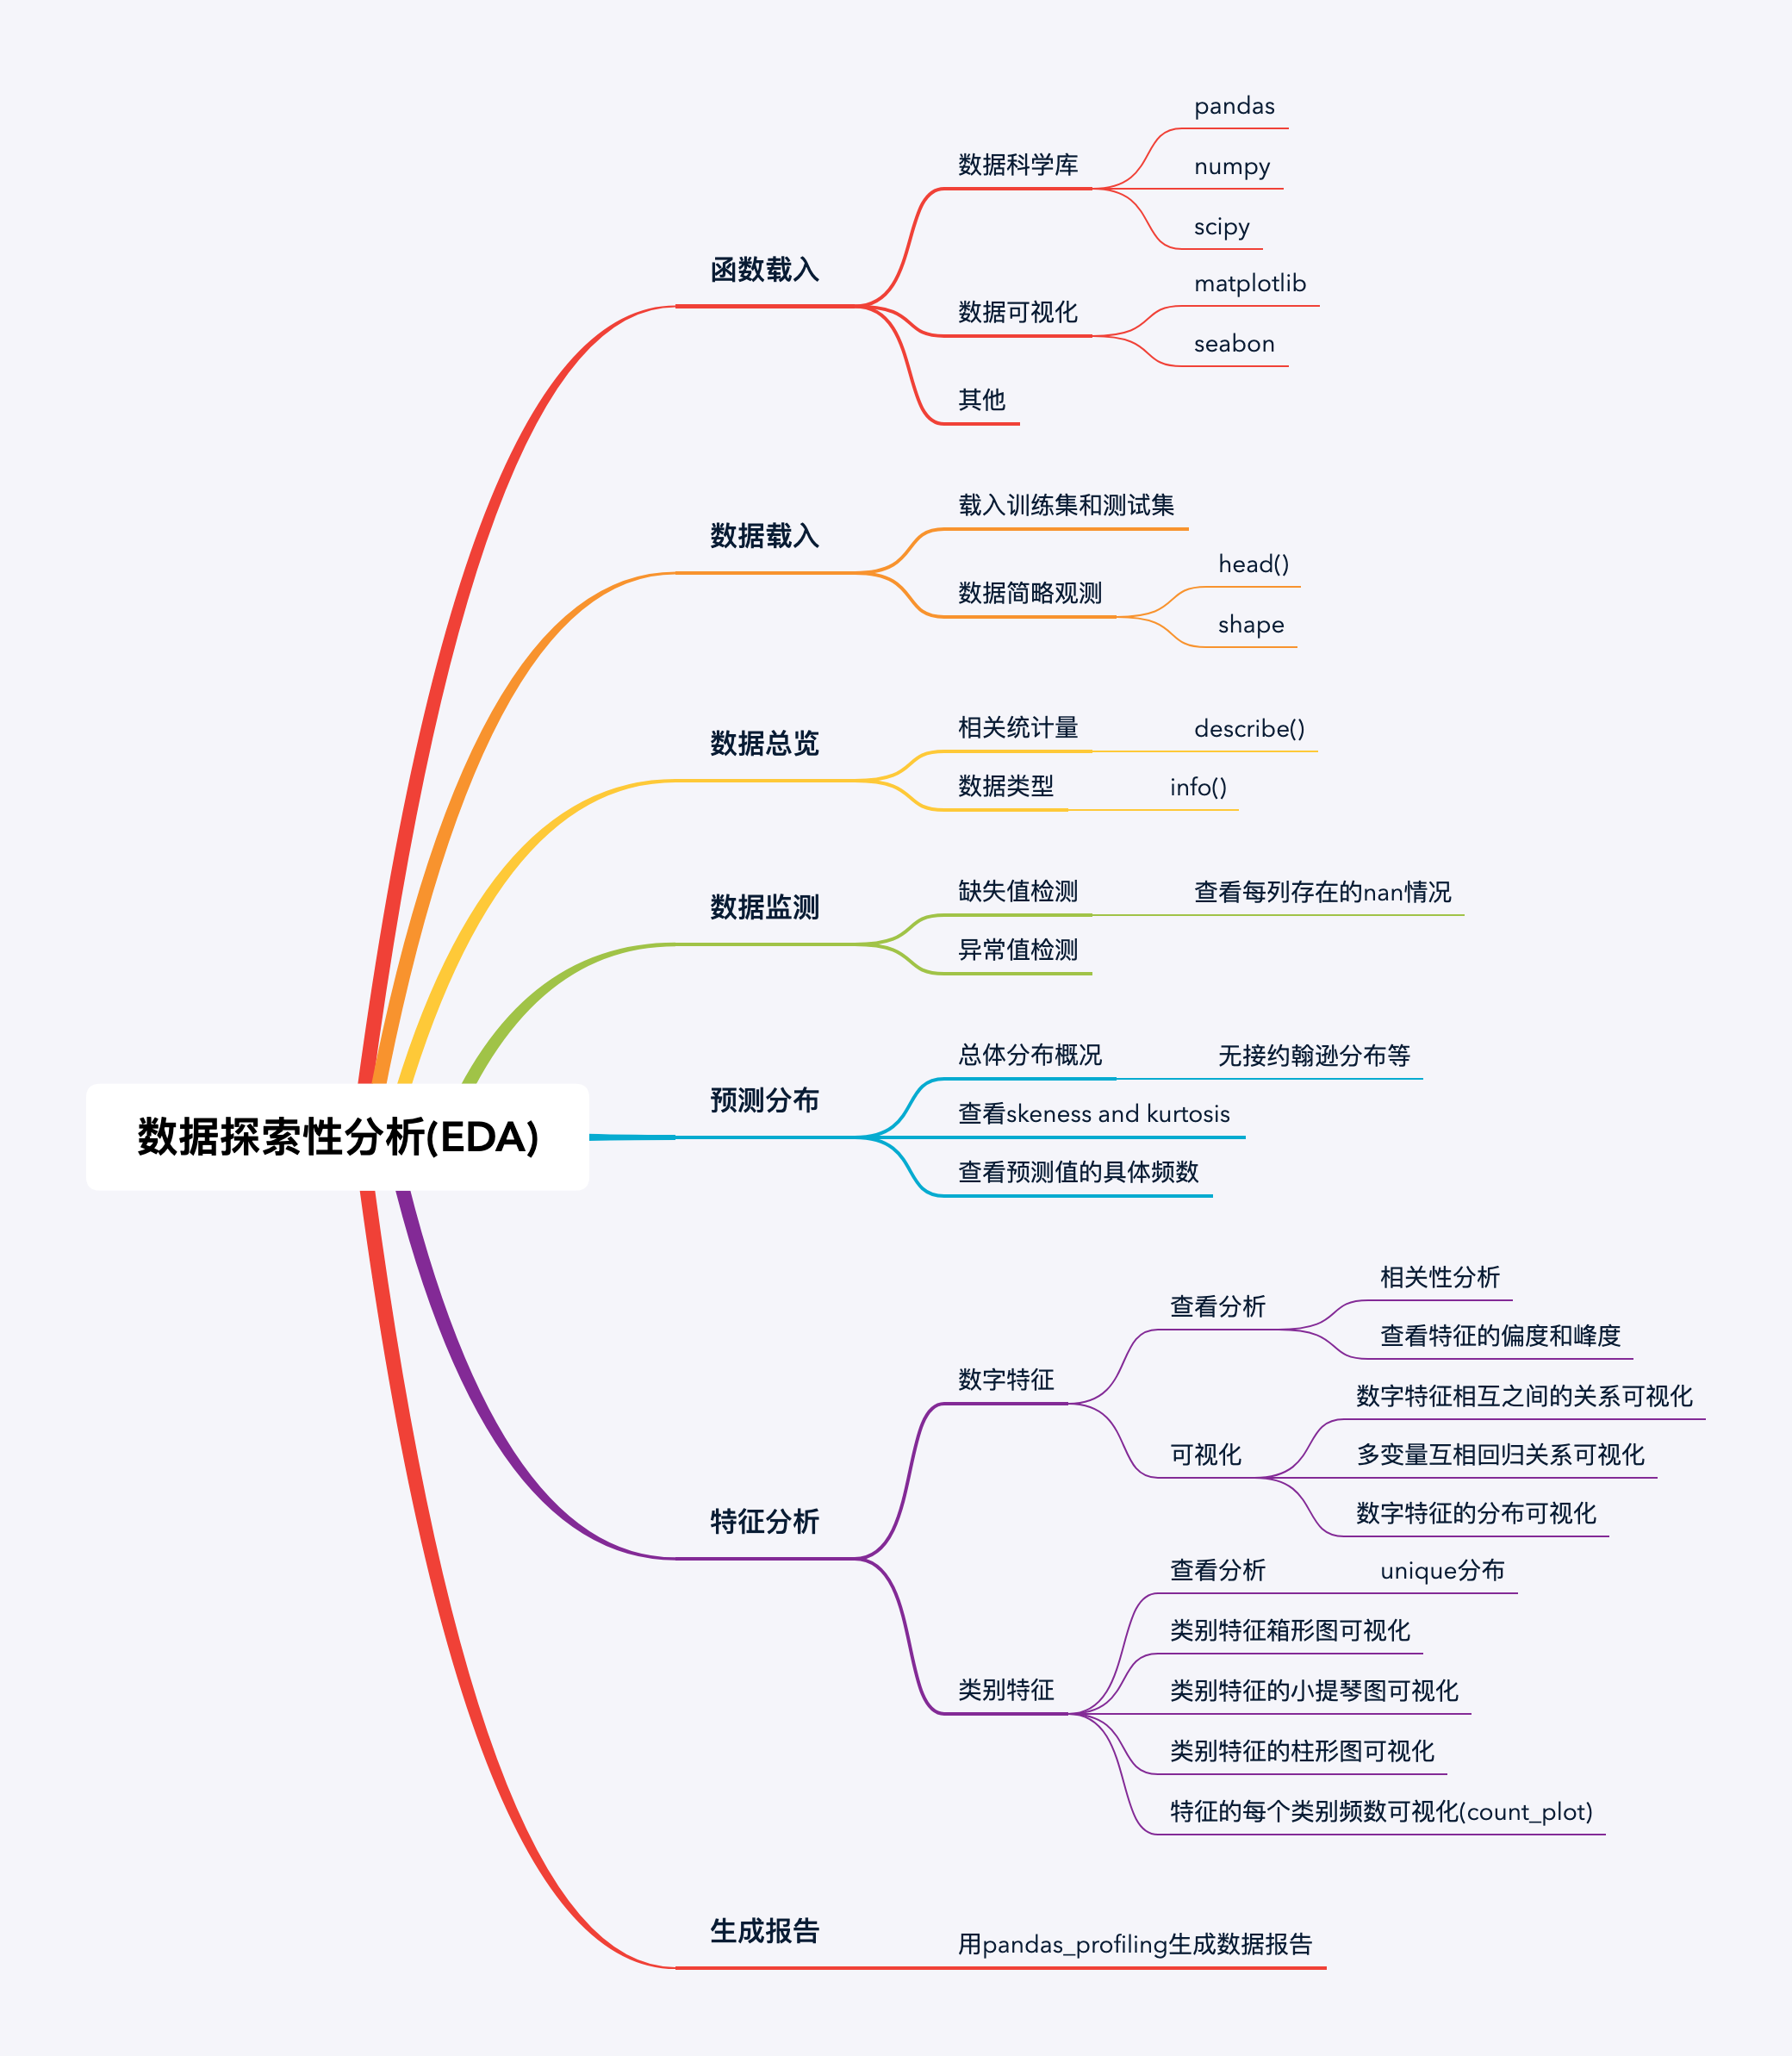 数据探索性分析(EDA)
函数载入
数据科学库
pandas
numpy
scipy
数据可视化
matplotlib
seabon
其他
数据载入
载入训练集和测试集
数据简略观测
head()
shape
数据总览
相关统计量
describe()
数据类型
info()
数据监测
缺失值检测
查看每列存在的nan情况
异常值检测
预测分布
总体分布概况
无接约翰逊分布等
查看skeness and kurtosis
查看预测值的具体频数
特征分析
数字特征
查看分析
相关性分析
查看特征的偏度和峰度
可视化
数字特征相互之间的关系可视化
多变量互相回归关系可视化
数字特征的分布可视化
类别特征
查看分析
unique分布
类别特征箱形图可视化
类别特征的小提琴图可视化
类别特征的柱形图可视化
特征的每个类别频数可视化(count_plot)
生成报告
用pandas_profiling生成数据报告